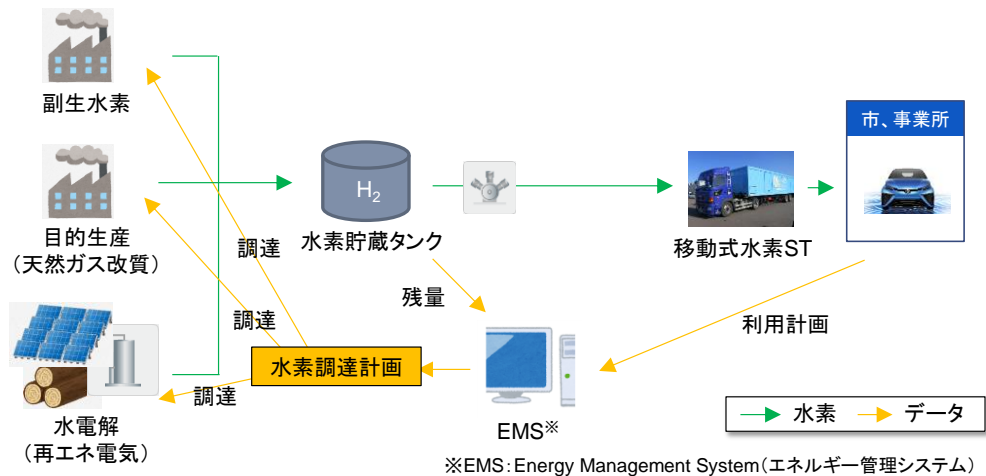 副生水素
目的生産
(天然ガス改質)
水電解
(再エネ電気)
調達
調達
調達
H2
水素貯蔵タンク
残量
水素調達計画
EMS※
移動式水素ST
市、事業所
利用計画
水素 データ
※EMS:Energy Management System(エネルギー管理システム)